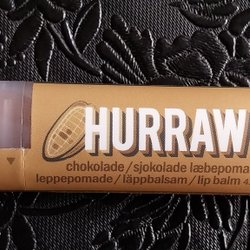 HURRAW
chokolade / sjokolade læbepoma
leppepomade / läppbalsam / lip balm